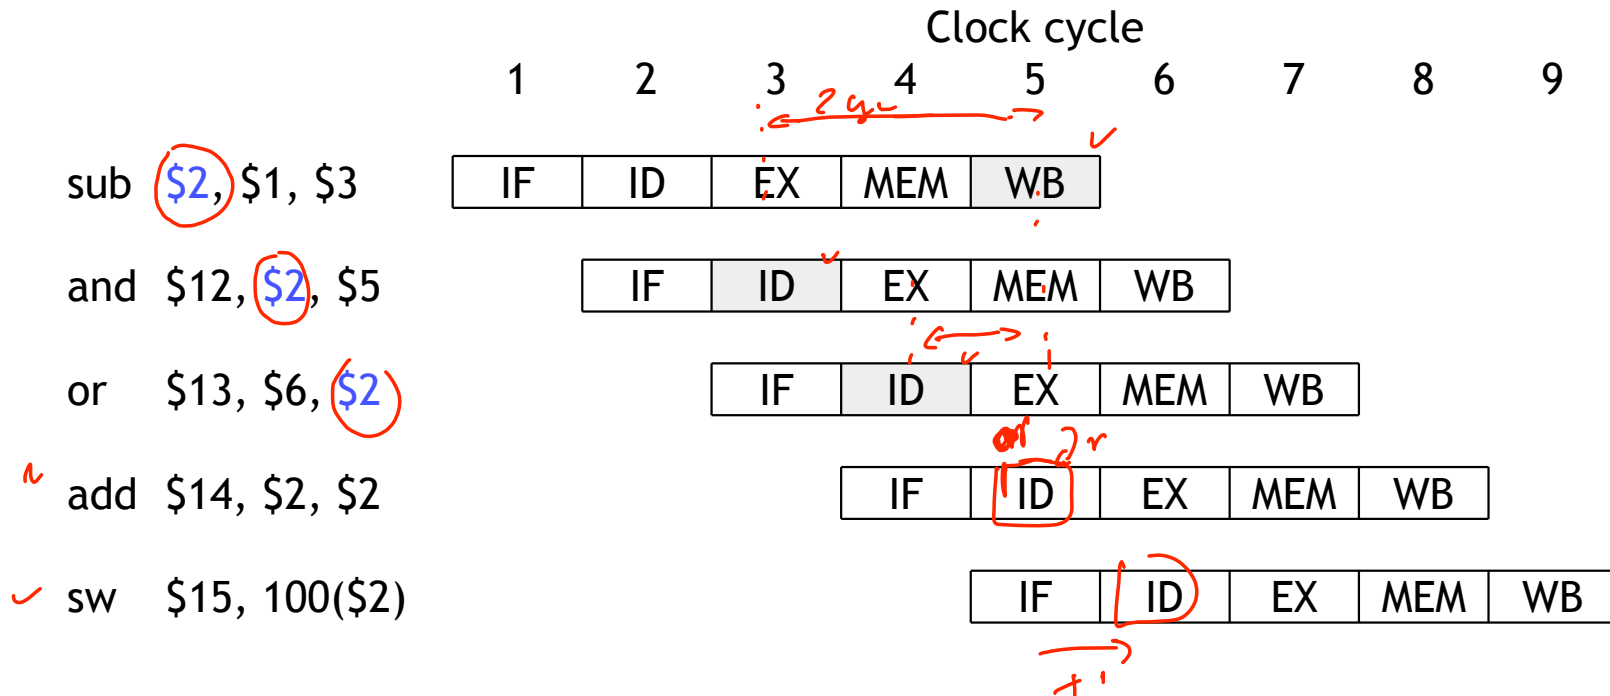 Clock cycle
1 2 3 4 5 6 7 8 9
sub $2, $1, $3 IF ID EX MEM WB
and $12, $2, $5 IF ID EX MEM WB
or $13, $6, $2 IF ID EX MEM WB
or
add $14, $2, $2 IF ID EX MEM WB
sw $15, 100($2) IF ID EX MEM WB